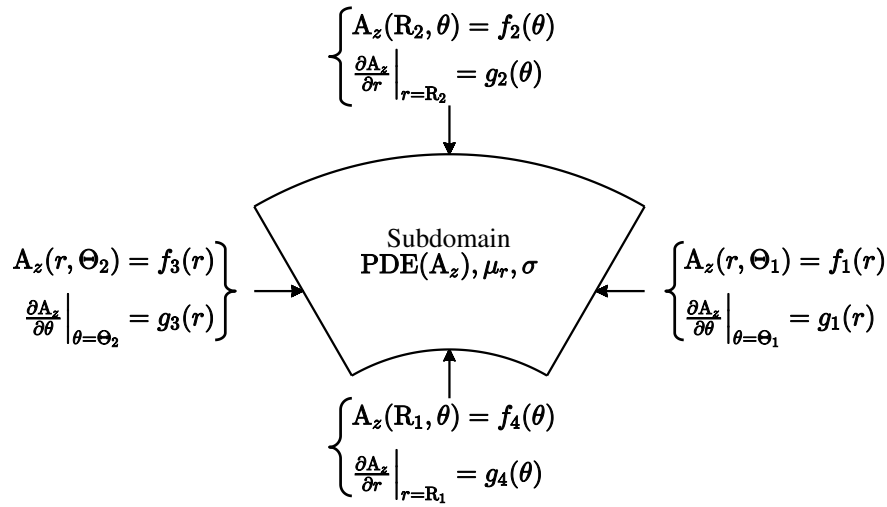 A_z(R_2, θ) = f_2(θ)
∂A_z/∂r |_{r=R_2} = g_2(θ)
Subdomain
PDE(A_z), μ_r, σ
A_z(r, Θ_2) = f_3(r)
∂A_z/∂θ |_{θ=Θ_2} = g_3(r)
A_z(r, Θ_1) = f_1(r)
∂A_z/∂θ |_{θ=Θ_1} = g_1(r)
A_z(R_1, θ) = f_4(θ)
∂A_z/∂r |_{r=R_1} = g_4(θ)